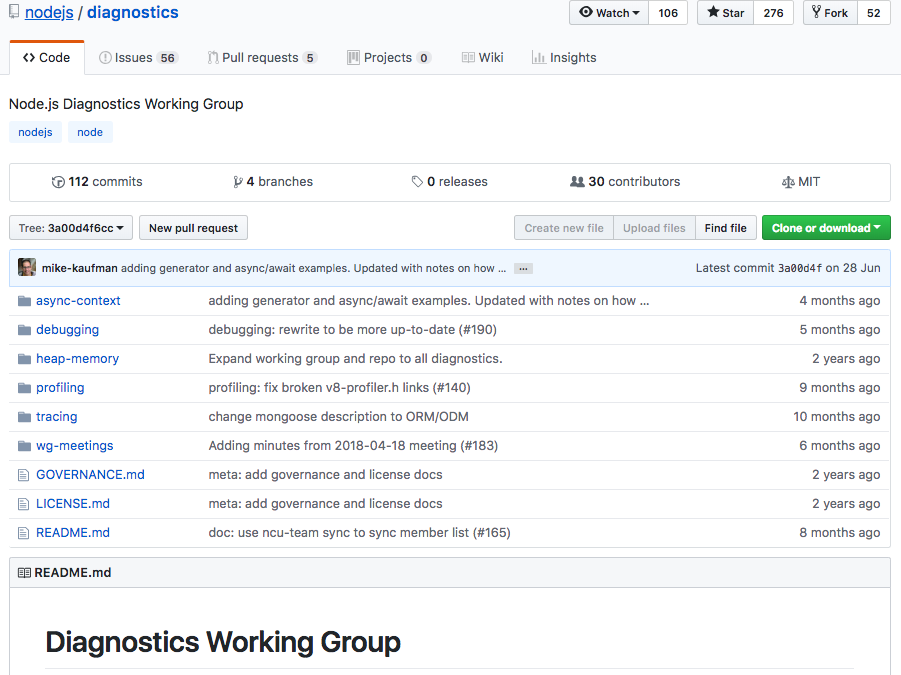 nodejs / diagnostics
Watch 106 Star 276 Fork 52
Code Issues 56 Pull requests 5 Projects 0 Wiki Insights
Node.js Diagnostics Working Group
nodejs node
112 commits 4 branches 0 releases 30 contributors MIT
Tree: 3a00d4f6cc New pull request Create new file Upload files Find file Clone or download
mike-kaufman adding generator and async/await examples. Updated with notes on how ... ... Latest commit 3a00d4f on 28 Jun
async-context adding generator and async/await examples. Updated with notes on how ... 4 months ago
debugging debugging: rewrite to be more up-to-date (#190) 5 months ago
heap-memory Expand working group and repo to all diagnostics. 2 years ago
profiling profiling: fix broken v8-profiler.h links (#140) 9 months ago
tracing change mongoose description to ORM/ODM 10 months ago
wg-meetings Adding minutes from 2018-04-18 meeting (#183) 6 months ago
GOVERNANCE.md meta: add governance and license docs 2 years ago
LICENSE.md meta: add governance and license docs 2 years ago
README.md doc: use ncu-team sync to sync member list (#165) 8 months ago
README.md
Diagnostics Working Group